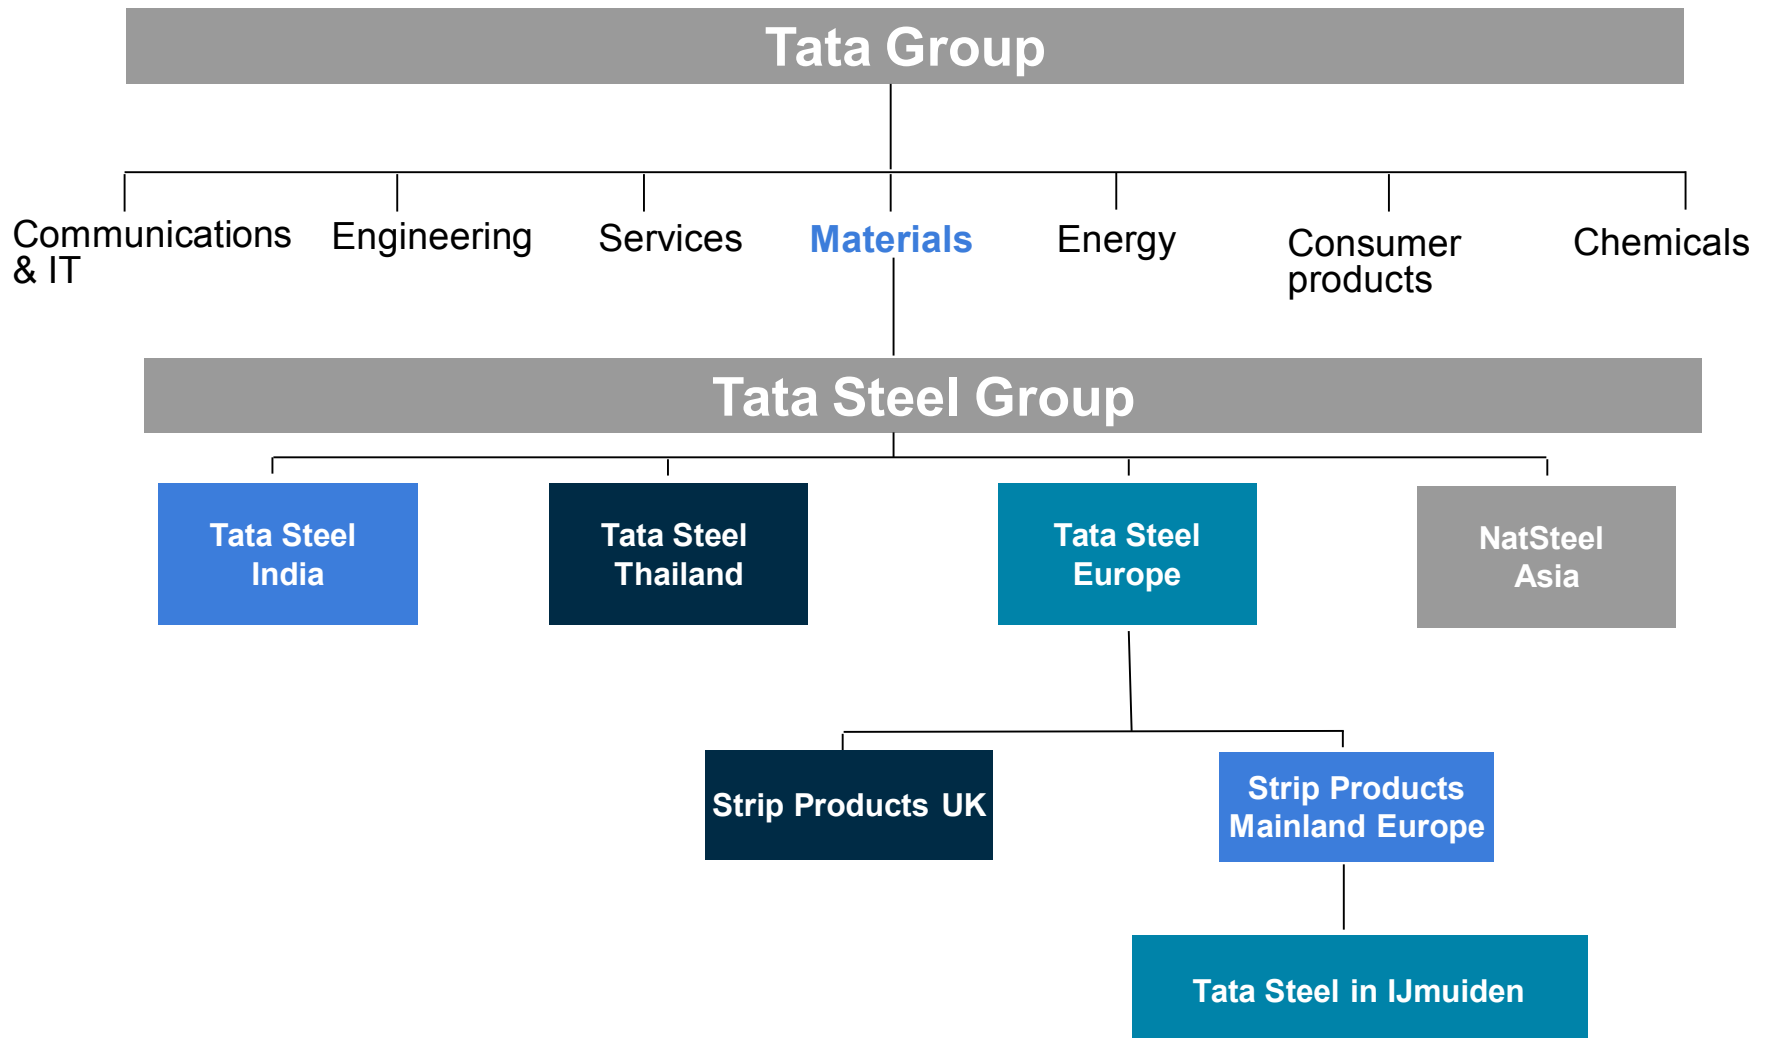 Tata Group
Communications
& IT
Engineering
Services
Materials
Energy
Consumer
products
Chemicals
Tata Steel Group
Tata Steel
India
Tata Steel
Thailand
Tata Steel
Europe
NatSteel
Asia
Strip Products UK
Strip Products
Mainland Europe
Tata Steel in IJmuiden